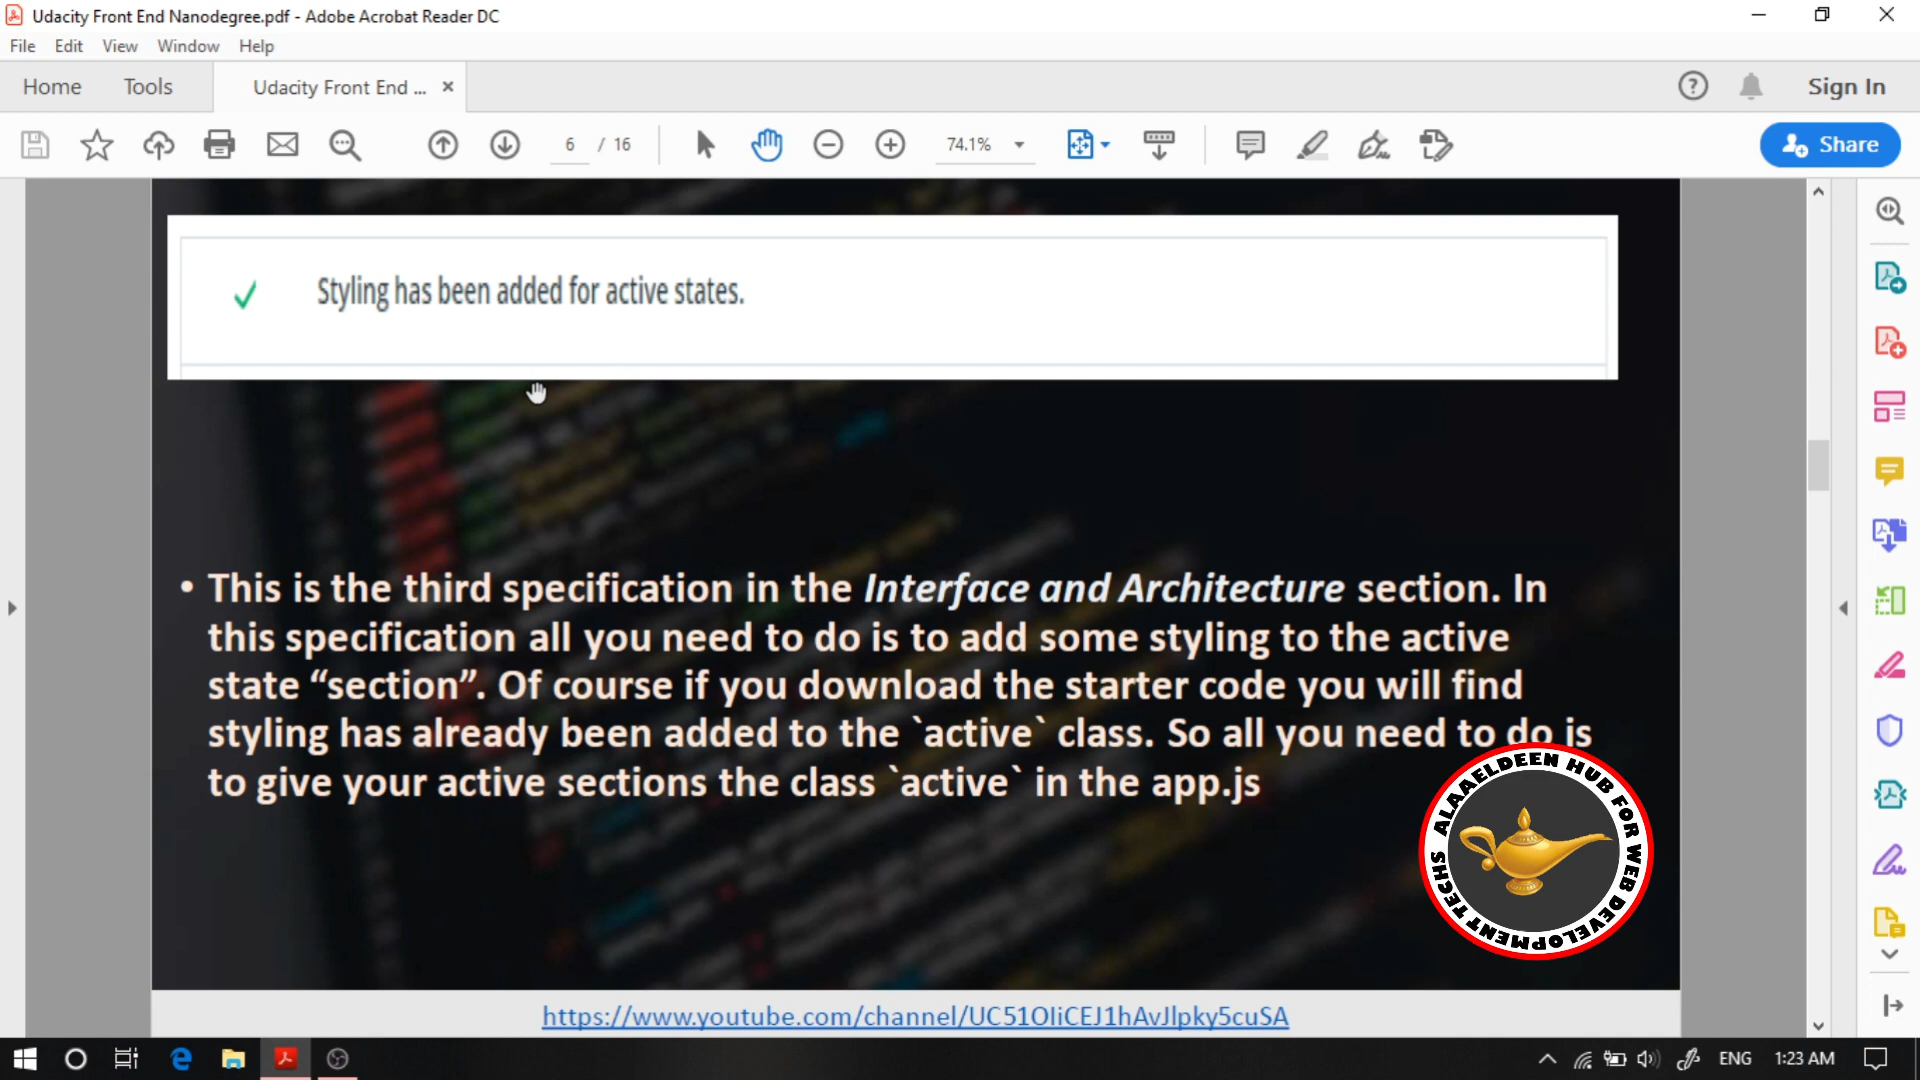 Udacity Front End Nanodegree.pdf - Adobe Acrobat Reader DC
File Edit View Window Help
Home Tools Udacity Front End ... × Sign In
6 / 16 74.1% Share
Styling has been added for active states.
• This is the third specification in the Interface and Architecture section. In
this specification all you need to do is to add some styling to the active
state “section”. Of course if you download the starter code you will find
styling has already been added to the `active` class. So all you need to do is
to give your active sections the class `active` in the app.js
ALAAELDEEN HUB FOR WEB DEVELOPMENT TECHS
https://www.youtube.com/channel/UC51OIiCEJ1hAvJlpky5cuSA
ENG 1:23 AM